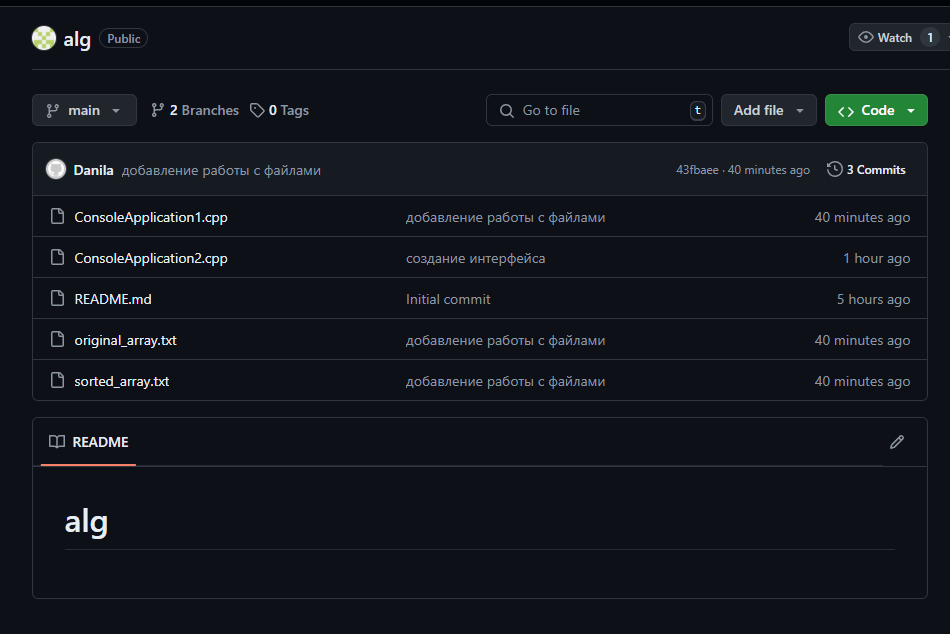 alg Public Watch 1
main 2 Branches 0 Tags Go to file t Add file Code
Danila добавление работы с файлами 43fbaee · 40 minutes ago 3 Commits
ConsoleApplication1.cpp добавление работы с файлами 40 minutes ago
ConsoleApplication2.cpp создание интерфейса 1 hour ago
README.md Initial commit 5 hours ago
original_array.txt добавление работы с файлами 40 minutes ago
sorted_array.txt добавление работы с файлами 40 minutes ago
README
alg